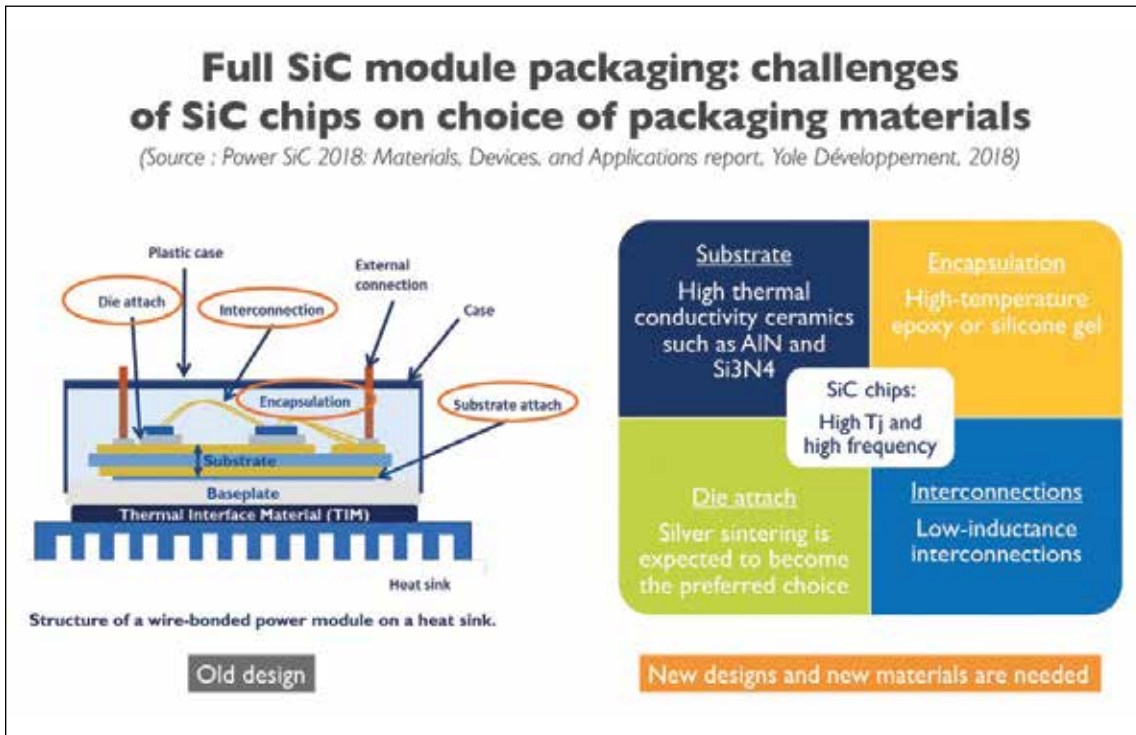 Full SiC module packaging: challenges
of SiC chips on choice of packaging materials
(Source : Power SiC 2018: Materials, Devices, and Applications report, Yole Développement, 2018)
Plastic case
Die attach
Interconnection
External
connection
Case
Encapsulation
Substrate attach
Substrate
Baseplate
Thermal Interface Material (TIM)
Heat sink
Structure of a wire-bonded power module on a heat sink.
Old design
Substrate
High thermal
conductivity ceramics
such as AlN and
Si3N4
Encapsulation
High-temperature
epoxy or silicone gel
SiC chips:
High Tj and
high frequency
Die attach
Silver sintering is
expected to become
the preferred choice
Interconnections
Low-inductance
interconnections
New designs and new materials are needed